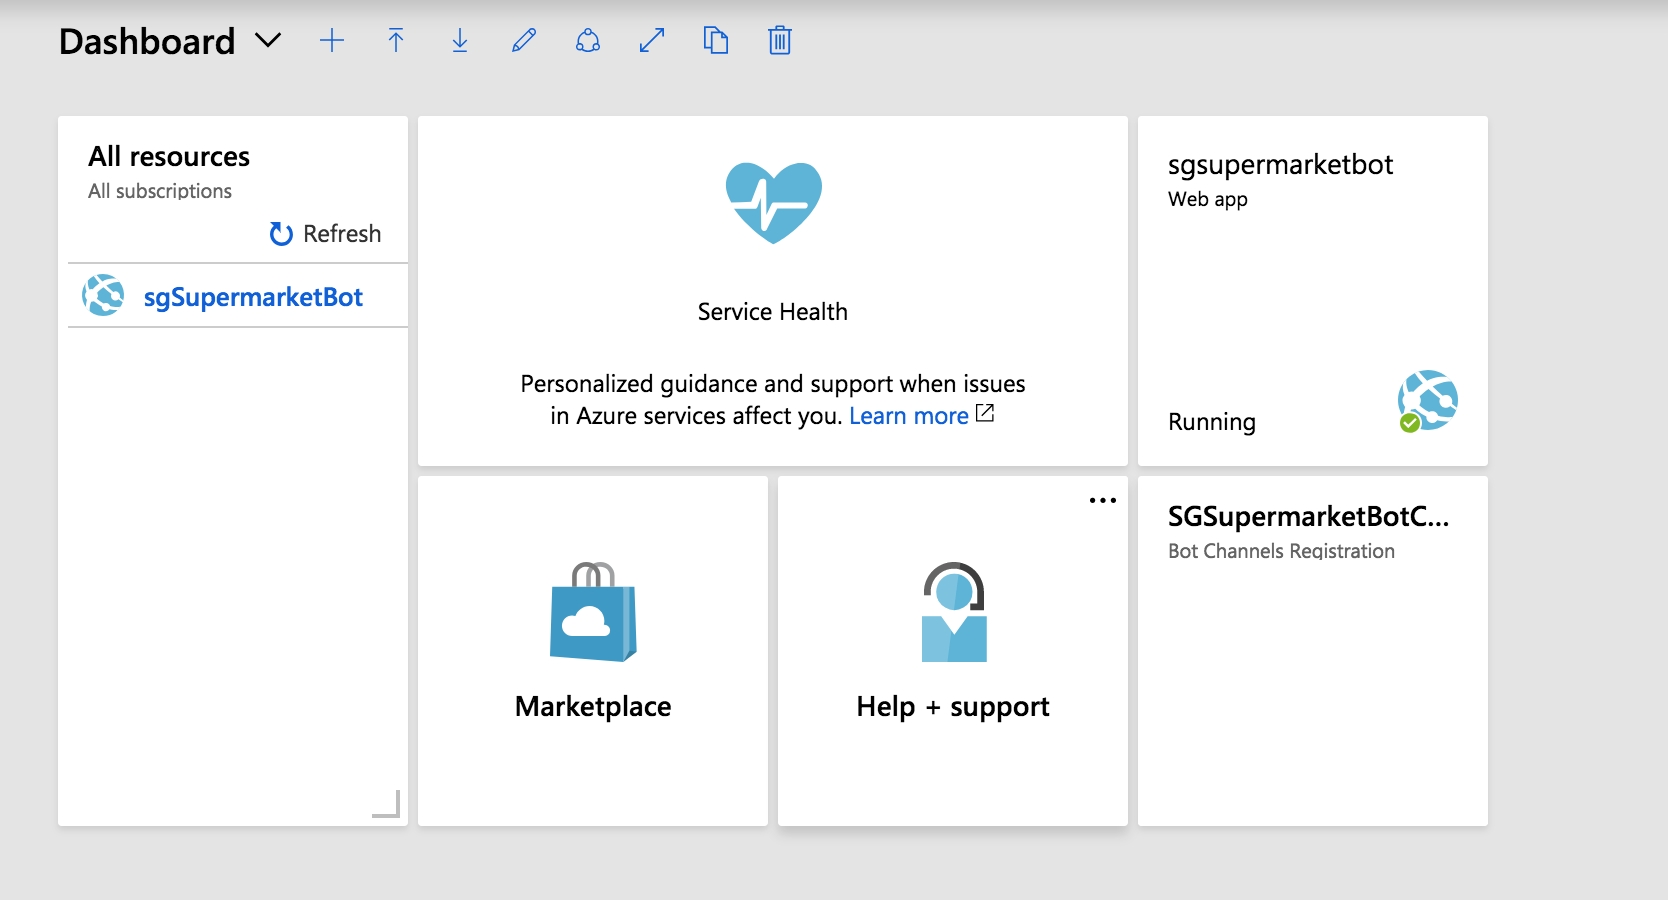 Dashboard
All resources
All subscriptions
Refresh
sgSupermarketBot
Service Health
Personalized guidance and support when issues
in Azure services affect you. Learn more
sgsupermarketbot
Web app
Running
Marketplace
Help + support
SGSupermarketBotC...
Bot Channels Registration